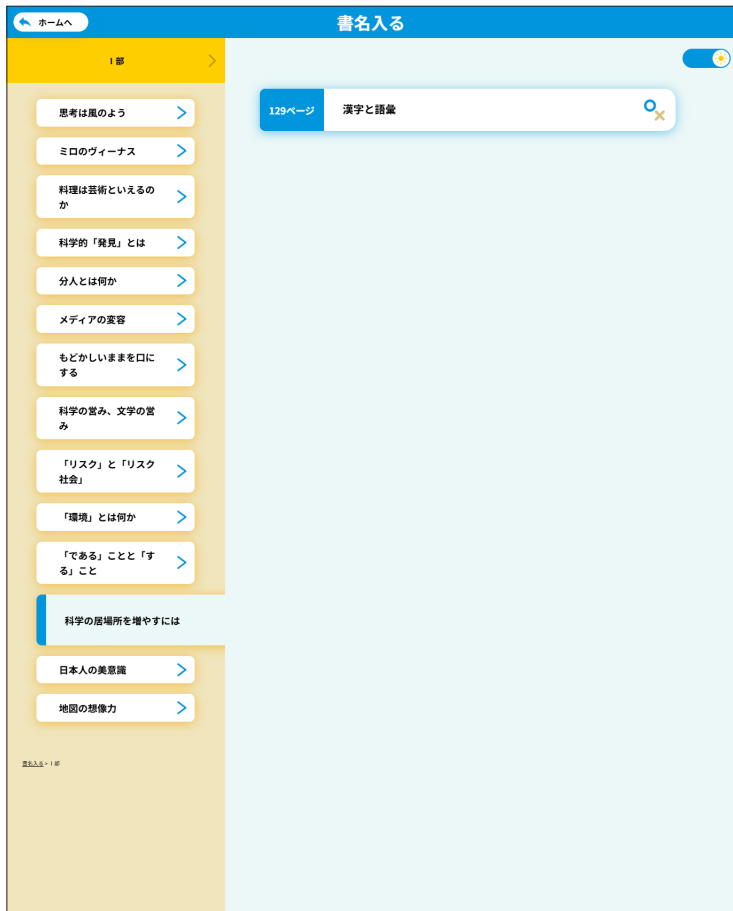 ホームへ
書名入る
Ⅰ部
思考は風のよう
ミロのヴィーナス
料理は芸術といえるの
か
科学的「発見」とは
分人とは何か
メディアの変容
もどかしいままを口に
する
科学の営み、文学の営
み
「リスク」と「リスク
社会」
「環境」とは何か
「である」ことと「す
る」こと
科学の居場所を増やすには
日本人の美意識
地図の想像力
書名入る > Ⅰ部
129ページ
漢字と語彙